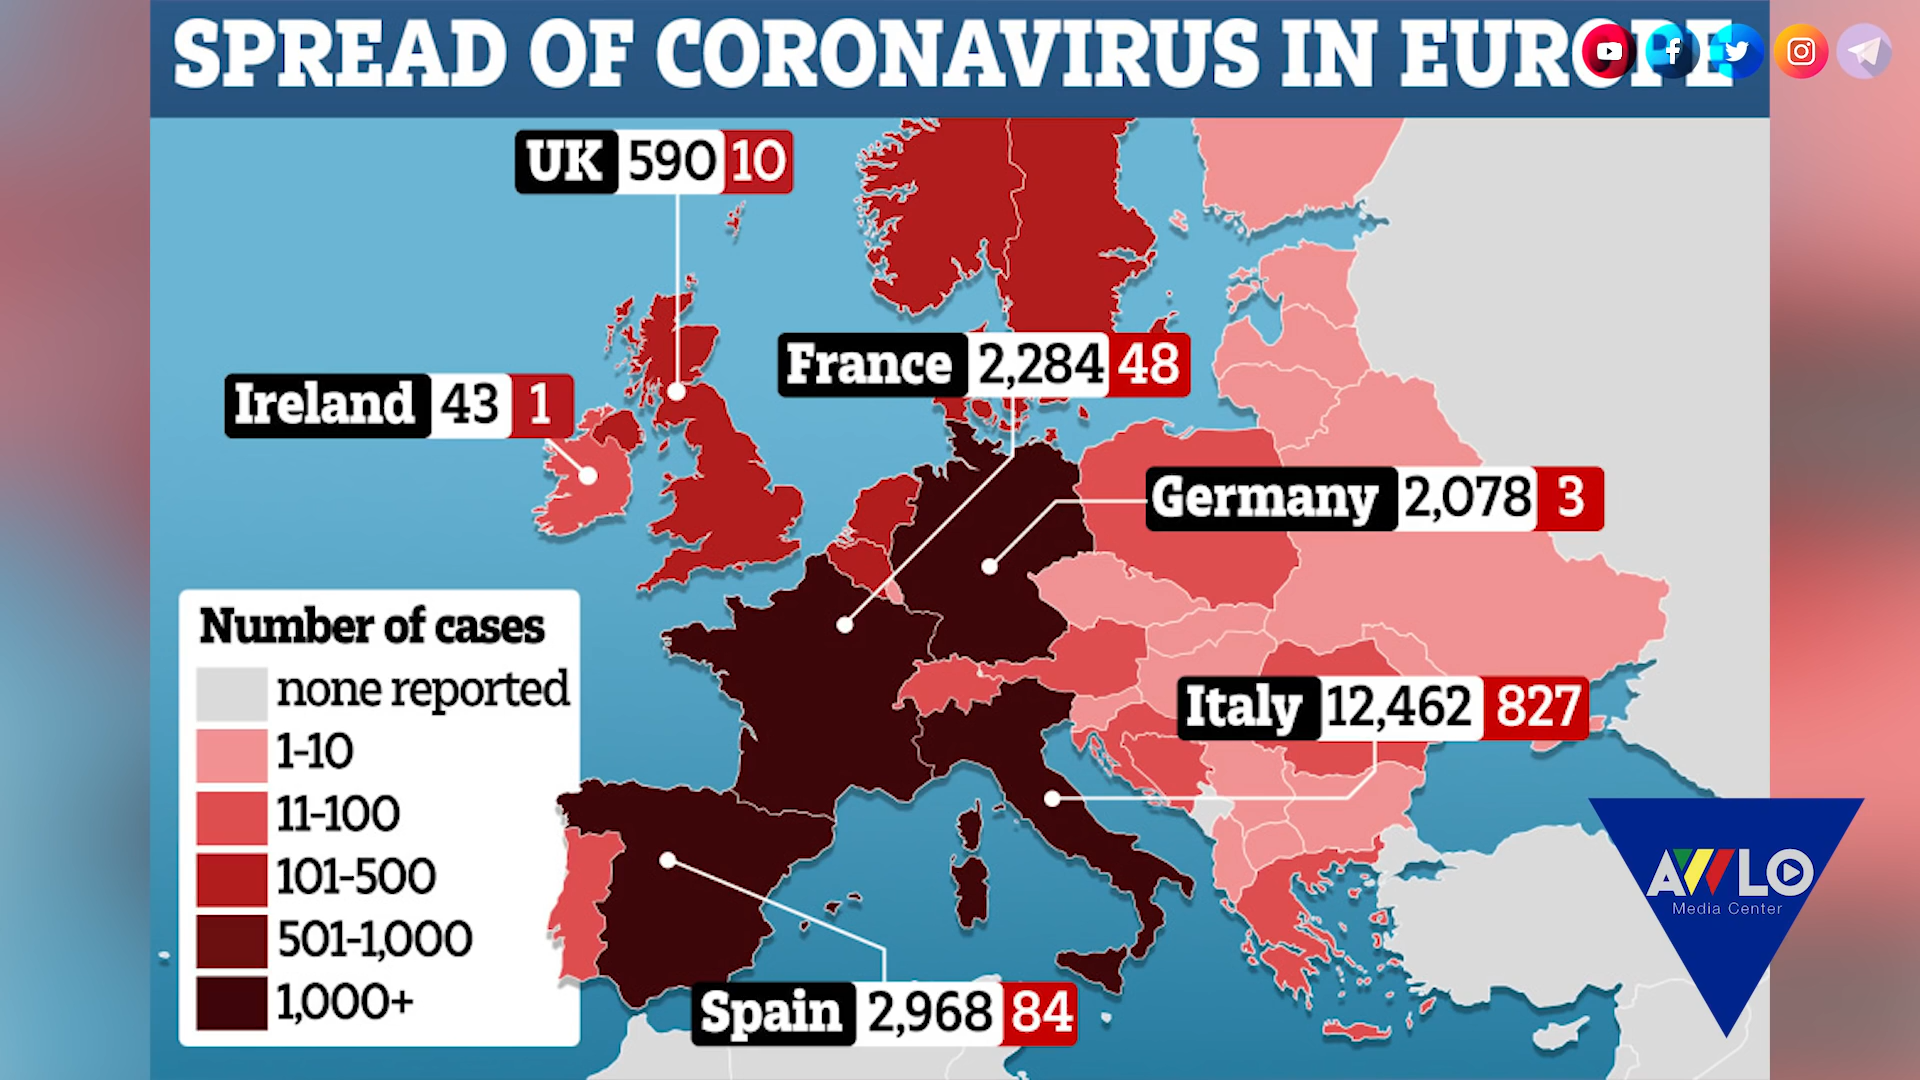 SPREAD OF CORONAVIRUS IN EUROPE
UK 590 10
France 2,284 48
Ireland 43 1
Germany 2,078 3
Number of cases
none reported
1-10
11-100
101-500
501-1,000
1,000+
Italy 12,462 827
Spain 2,968 84
AVVLO
Media Center